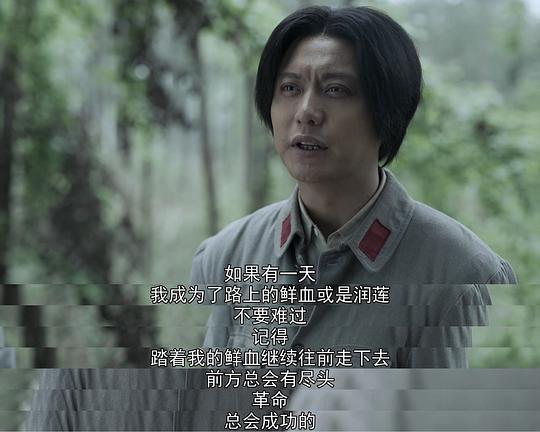 如果有一天
我成为了路上的鲜血或是润莲
不要难过
记得
踏着我的鲜血继续往前走下去
前方总会有尽头
革命
总会成功的